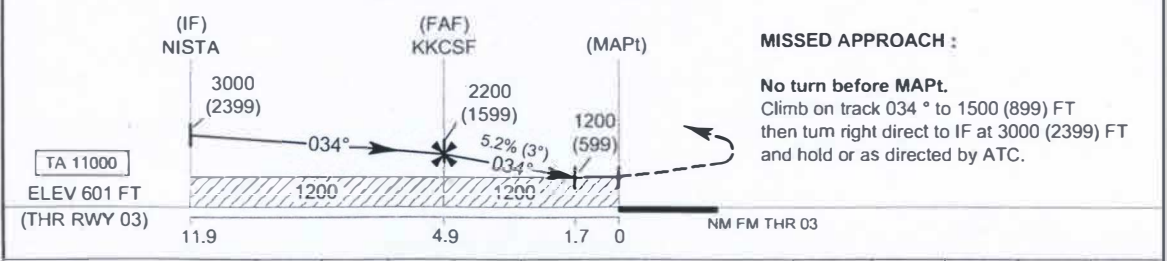 (IF)
NISTA
(FAF)
KKCSF
(MAPt)
3000
(2399)
034°
2200
(1599)
5.2% (3°)
034°
1200
(599)
TA 11000
ELEV 601 FT
(THR RWY 03)
1200
1200
11.9
4.9
1.7
0
NM FM THR 03
MISSED APPROACH :
No turn before MAPt.
Climb on track 034 ° to 1500 (899) FT
then turn right direct to IF at 3000 (2399) FT
and hold or as directed by ATC.